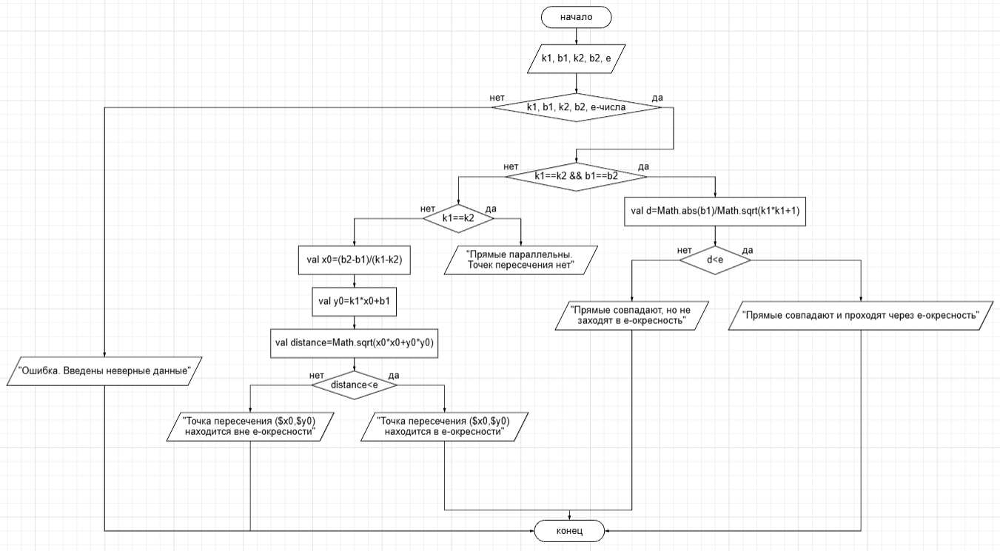 начало
k1, b1, k2, b2, e
нет
да
k1, b1, k2, b2, e-числа
нет
да
k1==k2 && b1==b2
нет
да
k1==k2
val d=Math.abs(b1)/Math.sqrt(k1*k1+1)
нет
да
d<e
val x0=(b2-b1)/(k1-k2)
"Прямые параллельны.
Точек пересечения нет"
val y0=k1*x0+b1
"Прямые совпадают, но не
заходят в е-окресность"
"Прямые совпадают и проходят через е-окресность"
val distance=Math.sqrt(x0*x0+y0*y0)
"Ошибка. Введены неверные данные"
нет
да
distance<e
"Точка пересечения ($x0,$y0)
находится вне е-окресности"
"Точка пересечения ($x0,$y0)
находится в е-окресности"
конец